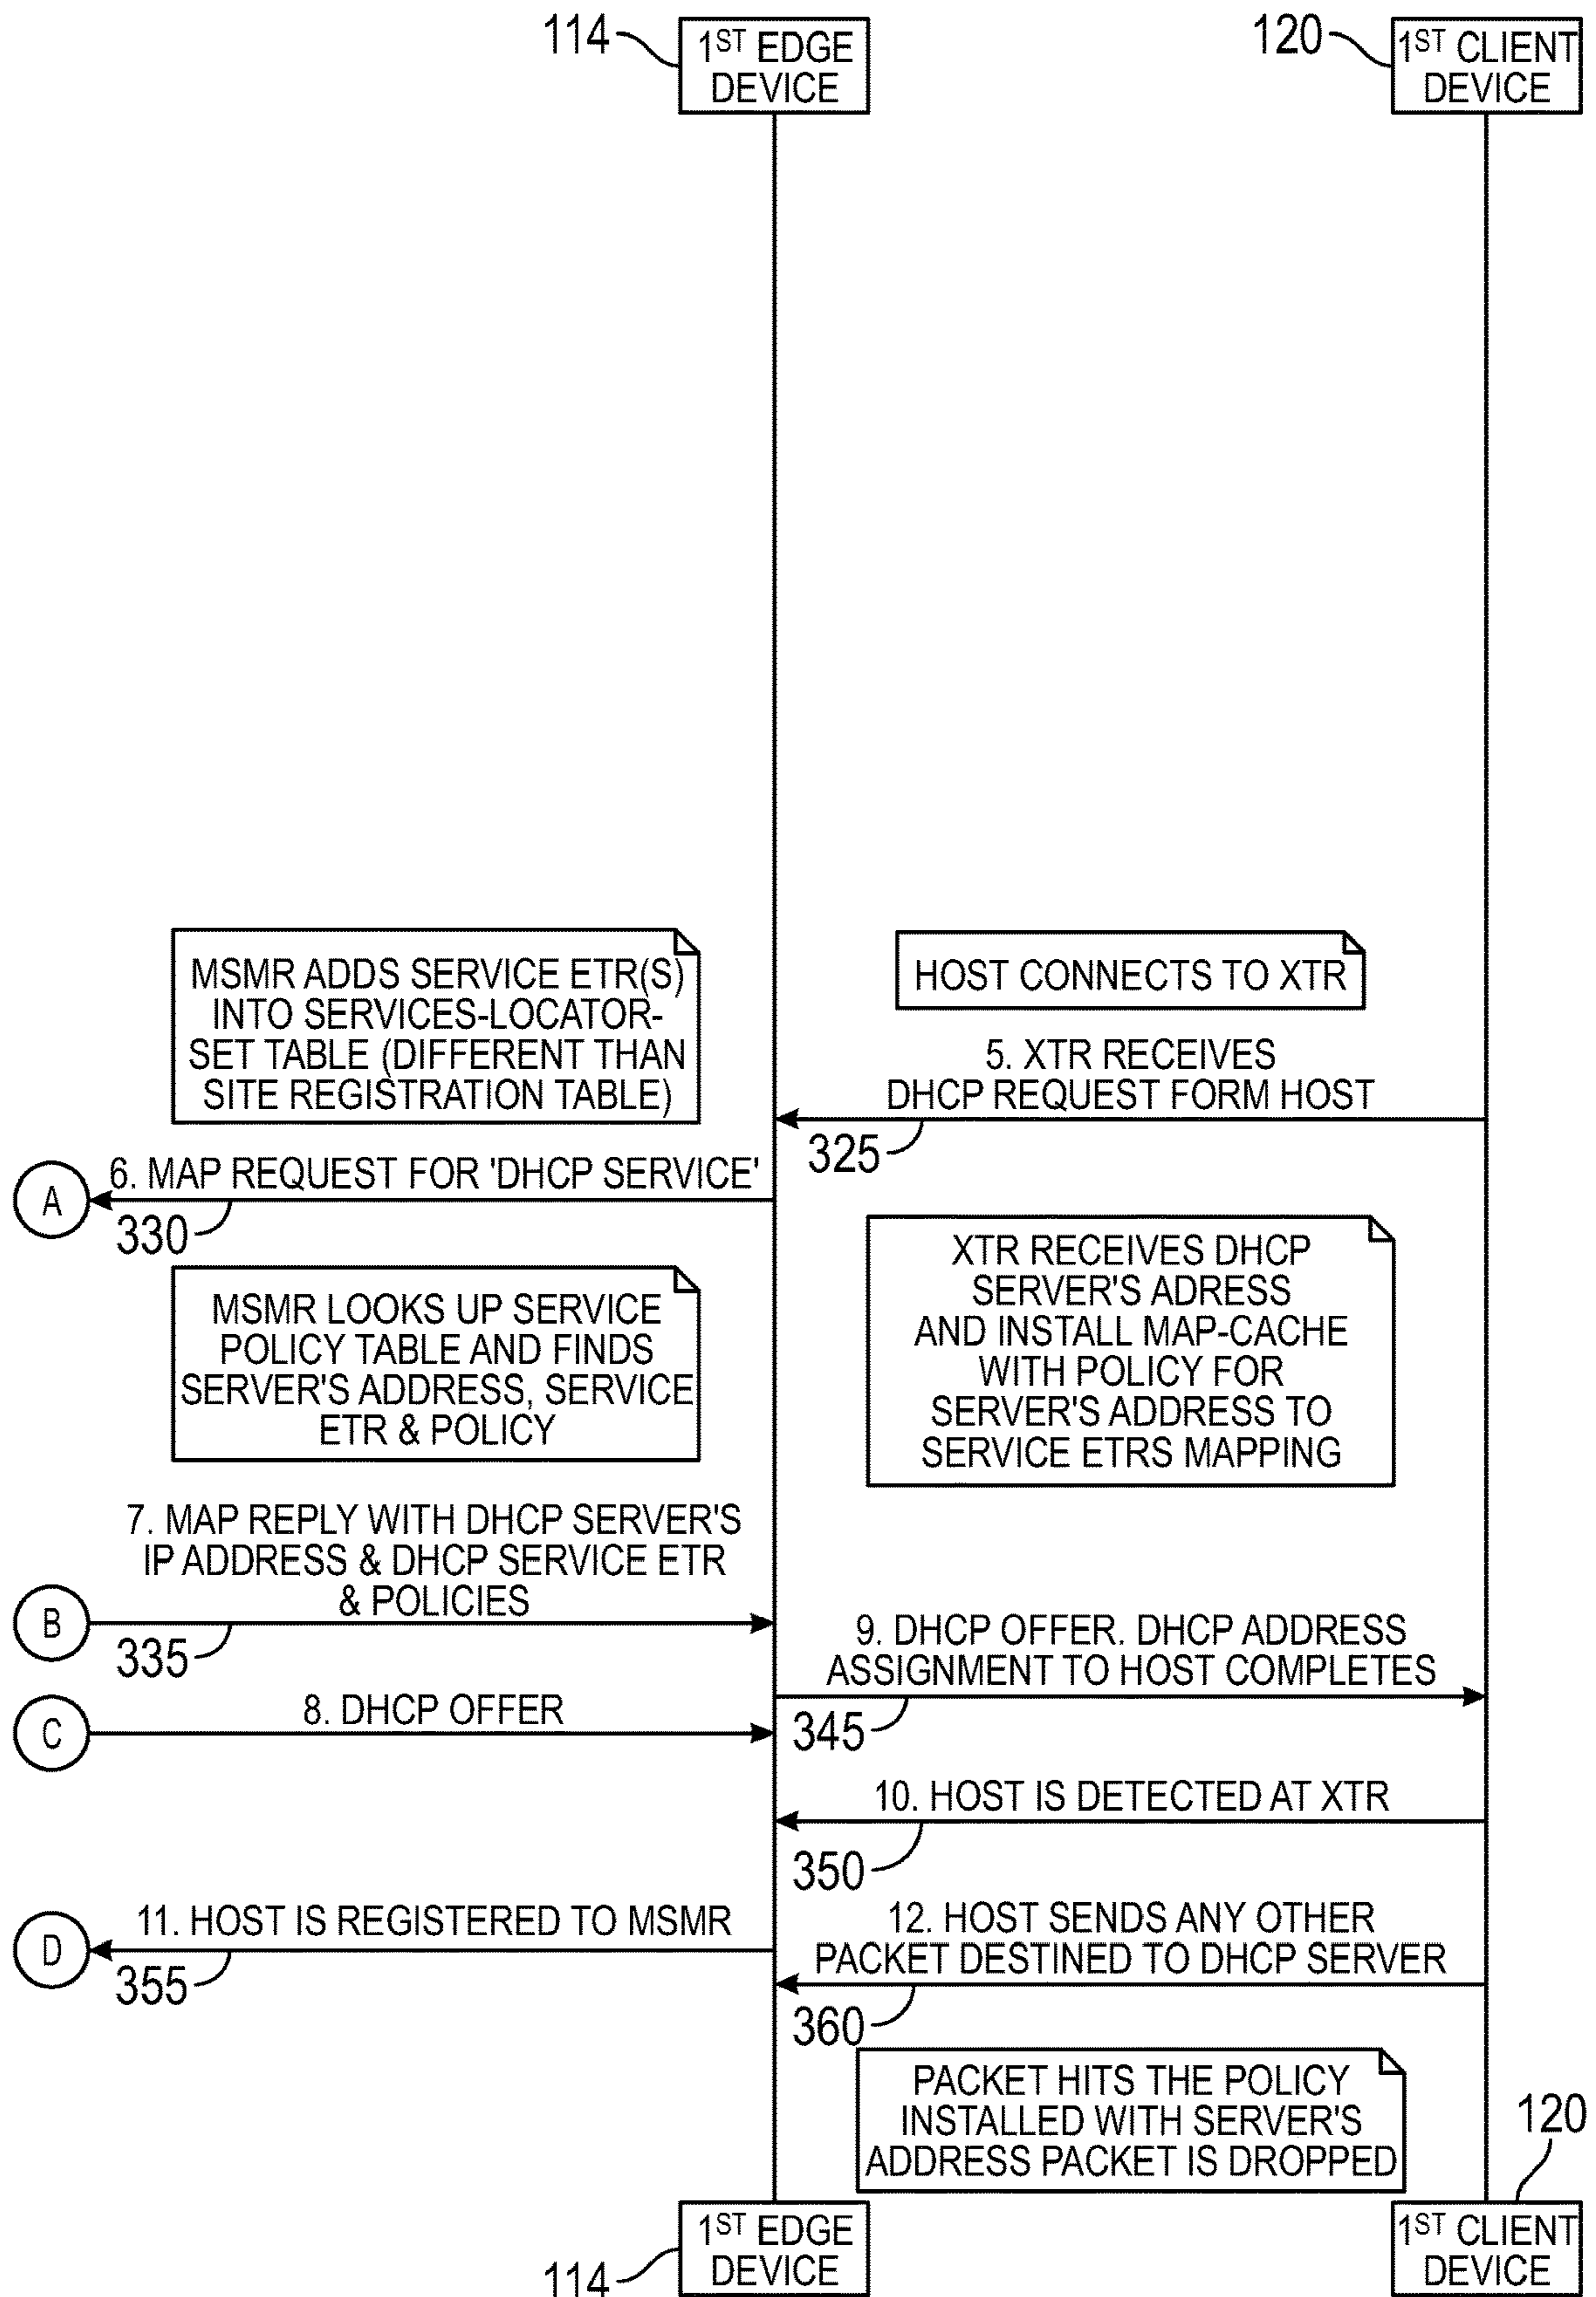 114
1ST EDGE
DEVICE
120
1ST CLIENT
DEVICE
MSMR ADDS SERVICE ETR(S)
INTO SERVICES-LOCATOR-
SET TABLE (DIFFERENT THAN
SITE REGISTRATION TABLE)
HOST CONNECTS TO XTR
5. XTR RECEIVES
DHCP REQUEST FORM HOST
325
A
6. MAP REQUEST FOR 'DHCP SERVICE'
330
MSMR LOOKS UP SERVICE
POLICY TABLE AND FINDS
SERVER'S ADDRESS, SERVICE
ETR & POLICY
XTR RECEIVES DHCP
SERVER'S ADRESS
AND INSTALL MAP-CACHE
WITH POLICY FOR
SERVER'S ADDRESS TO
SERVICE ETRS MAPPING
7. MAP REPLY WITH DHCP SERVER'S
IP ADDRESS & DHCP SERVICE ETR
& POLICIES
B
335
9. DHCP OFFER. DHCP ADDRESS
ASSIGNMENT TO HOST COMPLETES
345
C
8. DHCP OFFER
10. HOST IS DETECTED AT XTR
350
D
11. HOST IS REGISTERED TO MSMR
355
12. HOST SENDS ANY OTHER
PACKET DESTINED TO DHCP SERVER
360
PACKET HITS THE POLICY
INSTALLED WITH SERVER'S
ADDRESS PACKET IS DROPPED
114
1ST EDGE
DEVICE
120
1ST CLIENT
DEVICE